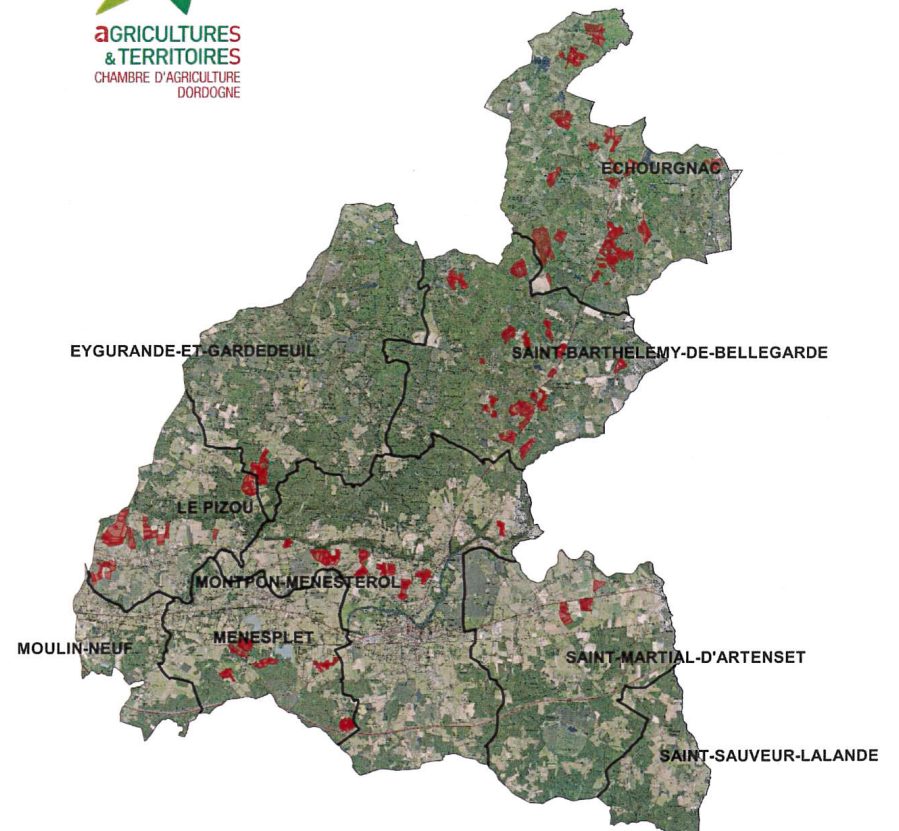 aGRICULTURES
& TERRITOIRES
CHAMBRE D'AGRICULTURE
DORDOGNE
ECHOURGNAC
EYGURANDE-ET-GARDEDEUIL
SAINT-BARTHELEMY-DE-BELLEGARDE
LE PIZOU
MONTPON-MENESTEROL
MENESPLET
MOULIN-NEUF
SAINT-MARTIAL-D'ARTENSET
SAINT-SAUVEUR-LALANDE